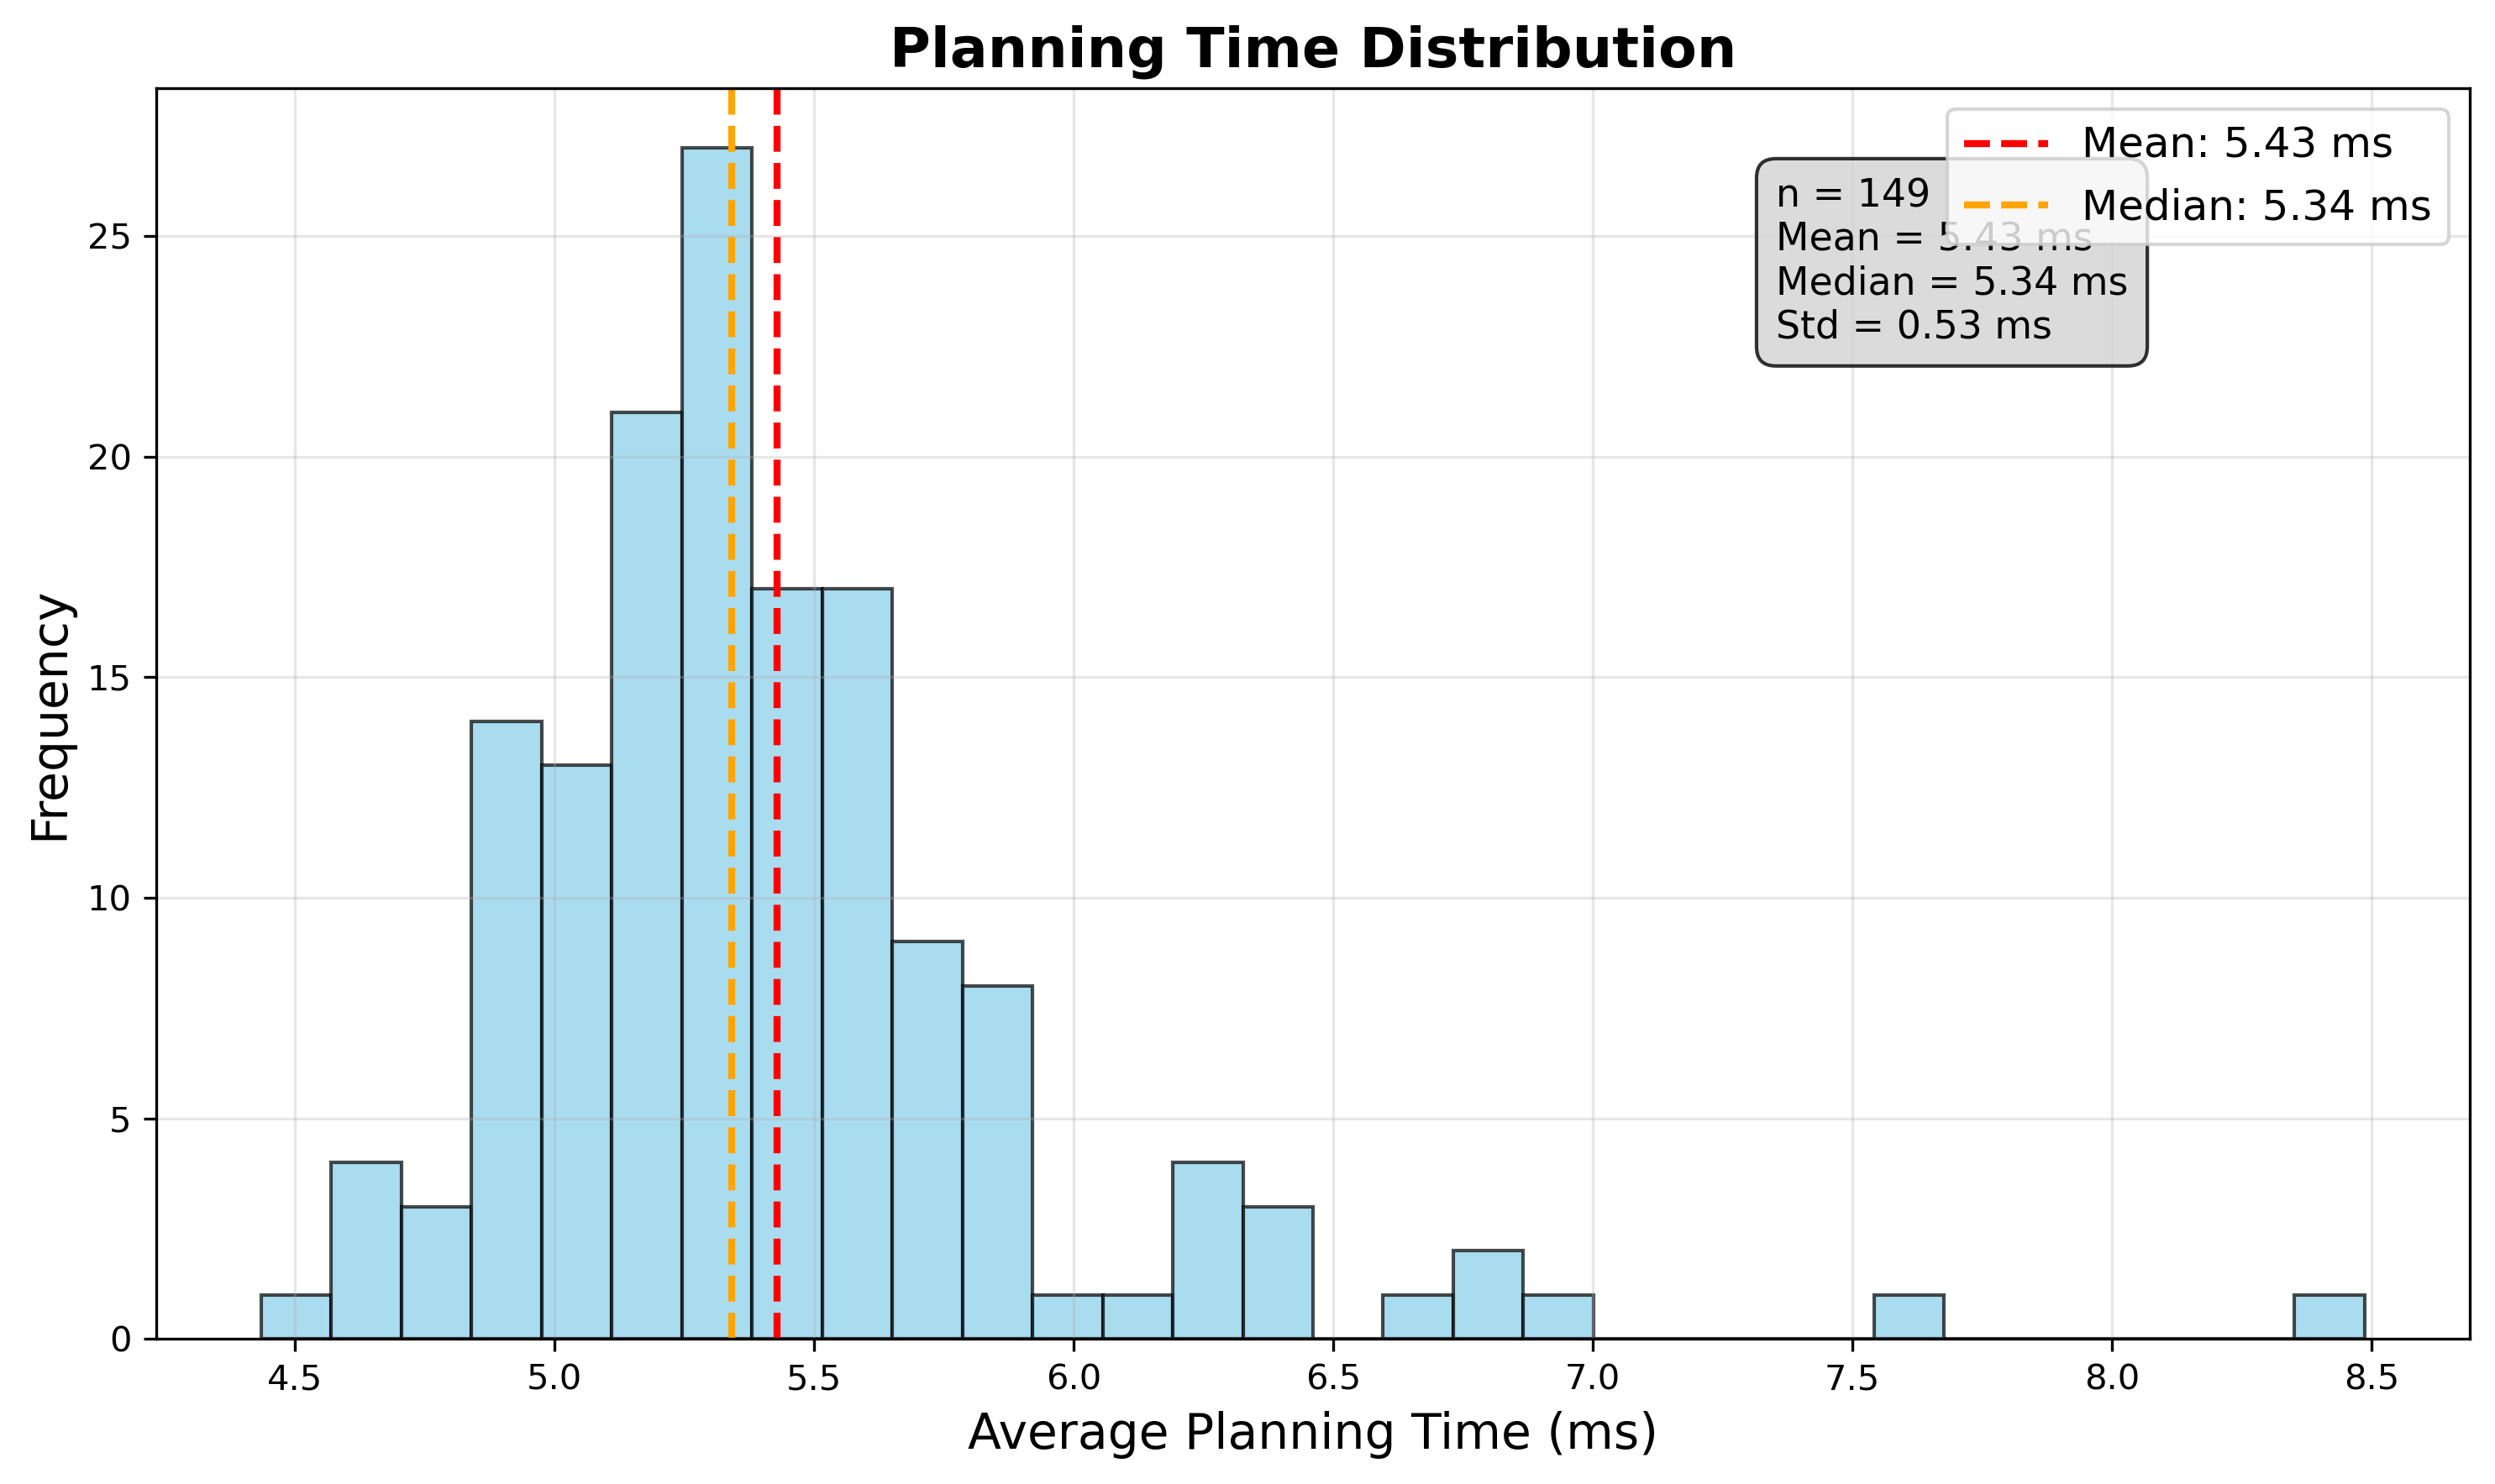 Planning Time Distribution
Mean: 5.43 ms
Median: 5.34 ms
n = 149
Mean = 5.43 ms
Median = 5.34 ms
Std = 0.53 ms
Frequency
25
20
15
10
5
0
4.5 5.0 5.5 6.0 6.5 7.0 7.5 8.0 8.5
Average Planning Time (ms)